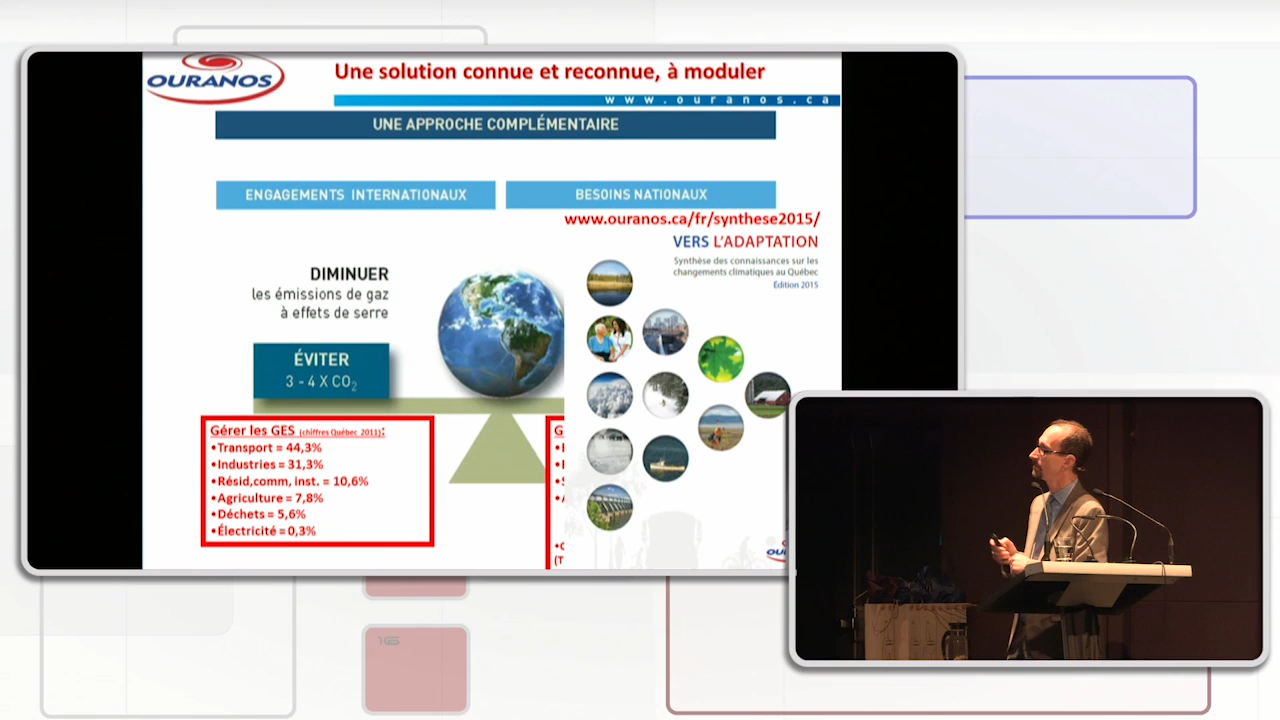 OURANOS
Une solution connue et reconnue, à moduler
www.ouranos.ca
UNE APPROCHE COMPLÉMENTAIRE
ENGAGEMENTS INTERNATIONAUX
BESOINS NATIONAUX
www.ouranos.ca/fr/synthese2015/
VERS L'ADAPTATION
Synthèse des connaissances sur les
changements climatiques au Québec
Édition 2015
DIMINUER
les émissions de gaz
à effets de serre
ÉVITER
3 - 4 X CO2
Gérer les GES (chiffres Québec 2011):
•Transport = 44,3%
•Industries = 31,3%
•Résid,comm, inst. = 10,6%
•Agriculture = 7,8%
•Déchets = 5,6%
•Électricité = 0,3%